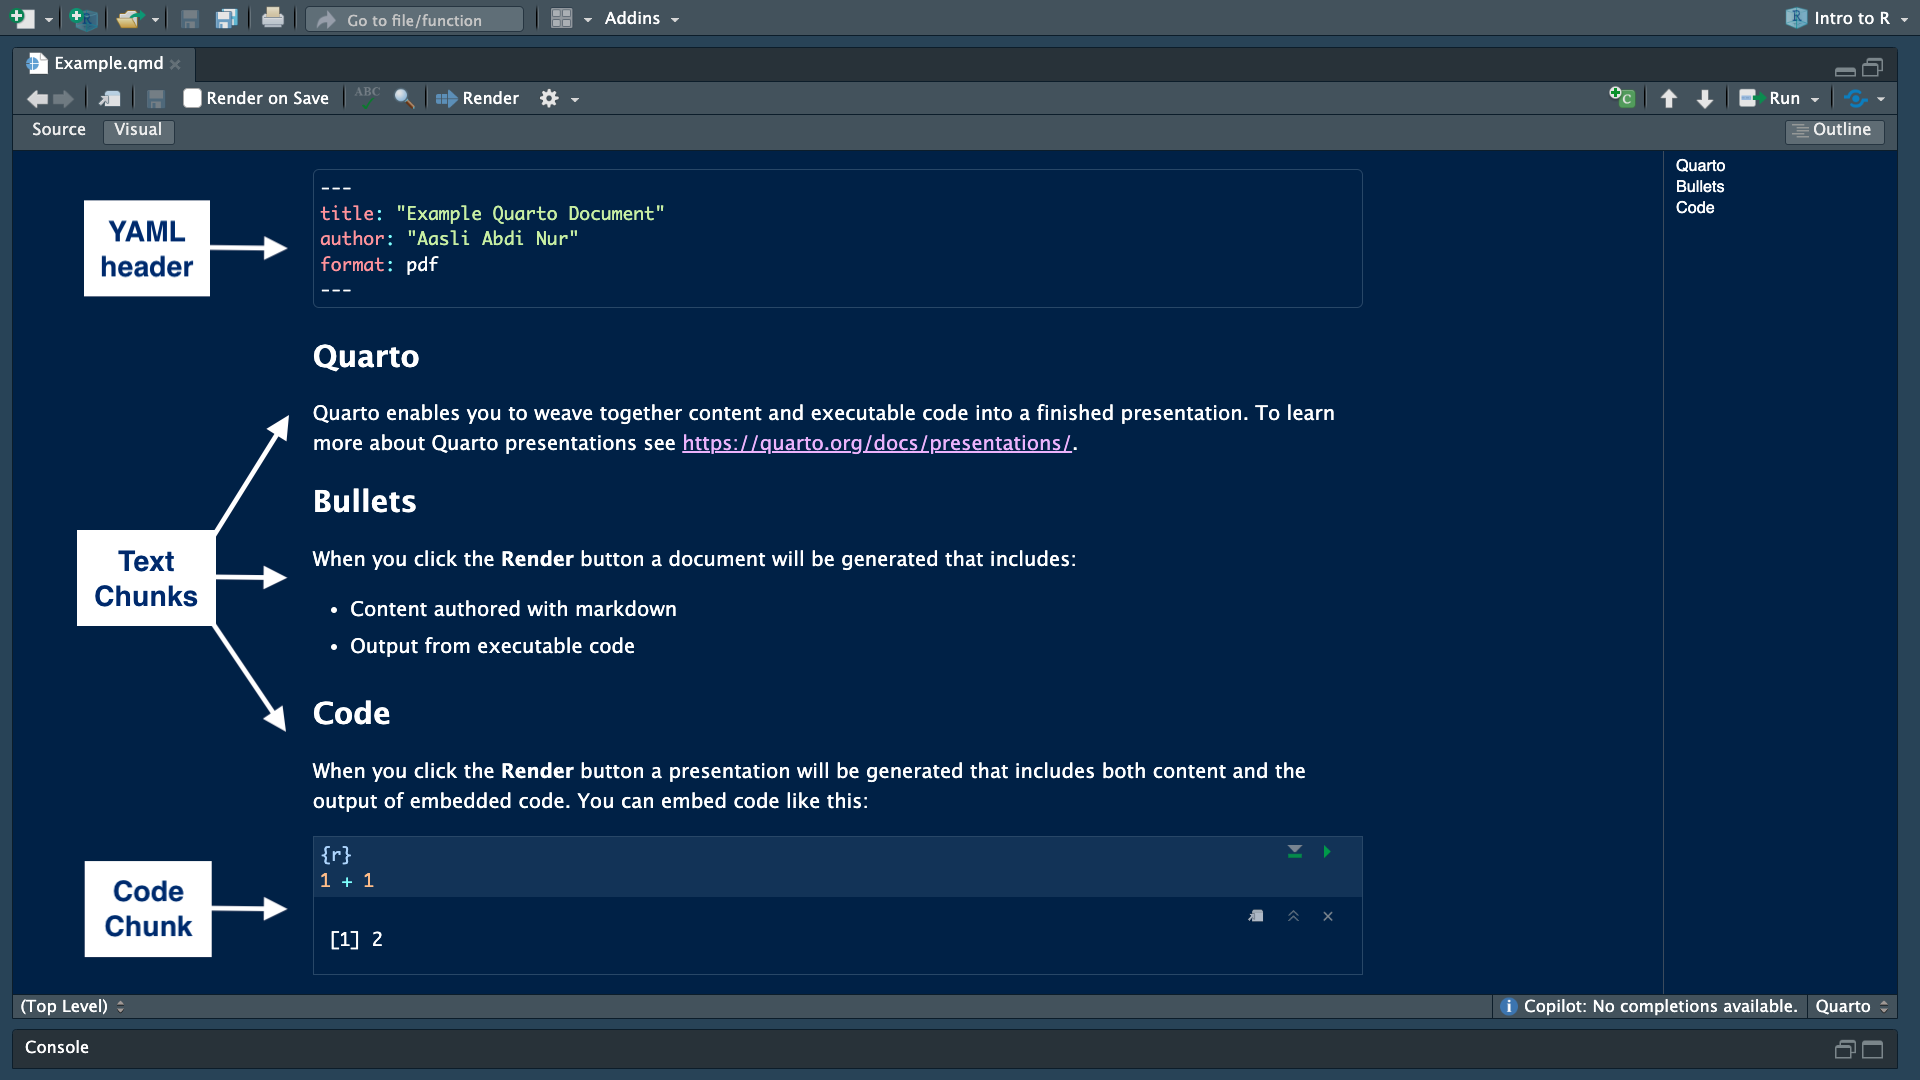 Go to file/function
Addins
Intro to R
Example.qmd
Render on Save
ABC
Render
C
Run
Source
Visual
Outline
Quarto
Bullets
Code
YAML
header
---
title: "Example Quarto Document"
author: "Aasli Abdi Nur"
format: pdf
---
Quarto
Quarto enables you to weave together content and executable code into a finished presentation. To learn
more about Quarto presentations see https://quarto.org/docs/presentations/.
Bullets
Text
Chunks
When you click the Render button a document will be generated that includes:
• Content authored with markdown
• Output from executable code
Code
When you click the Render button a presentation will be generated that includes both content and the
output of embedded code. You can embed code like this:
Code
Chunk
{r}
1 + 1
[1] 2
(Top Level)
Copilot: No completions available.
Quarto
Console